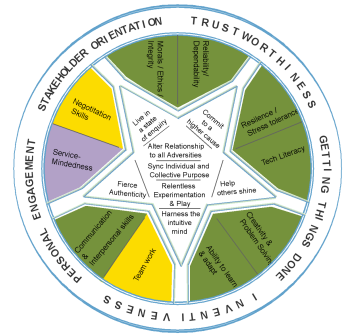 STAKEHOLDER ORIENTATION
TRUSTWORTHINESS
GETTING THINGS DONE
INVENTIVENESS
PERSONAL ENGAGEMENT
Morals / Ethics /
Integrity
Reliability/
Dependability
Resience /
Stress tolerance
Tech Literacy
Creativity &
Problem Solving
Ability to learn
& adapt
Team work
Communication
&
Interpersonal skills
Service-
Mindedness
Negotitation
Skills
Live in
a state
of enquiry
Commit
to a
higher cause
Alter Relationship
to all Adversities
Sync Individual and
Collective Purpose
Fierce
Authenticity
Relentless
Experimentation
& Play
Help
others shine
Harness the
intuitive
mind